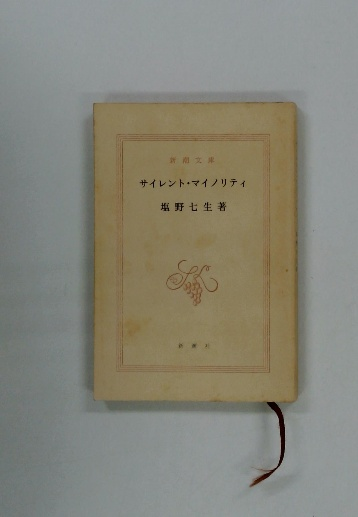 新潮文庫
サイレント・マイノリティ
塩野七生著
新潮社